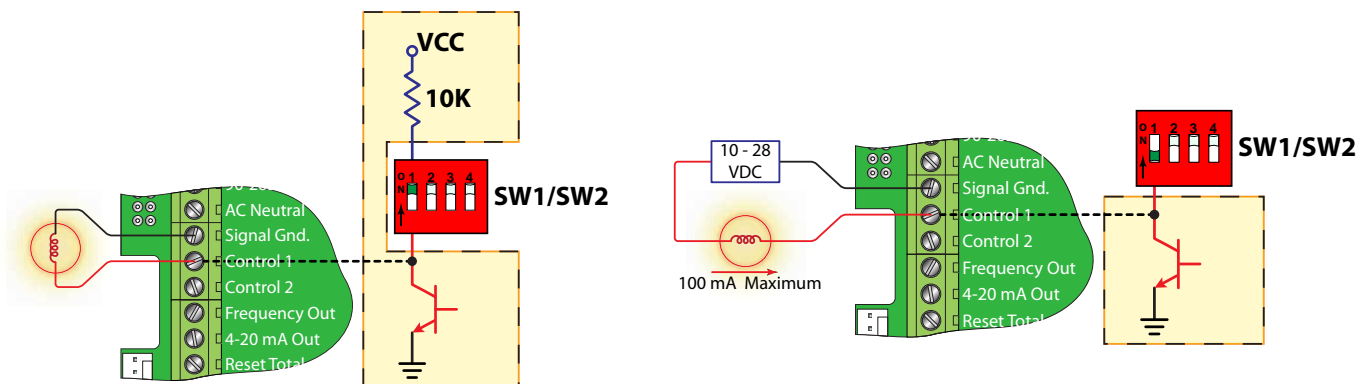 VCC
10K
O
N
1 2 3 4
SW1/SW2
AC Neutral
Signal Gnd.
Control 1
Control 2
Frequency Out
4-20 mA Out
Reset Total
10 - 28
VDC
100 mA Maximum
O
N
1 2 3 4
SW1/SW2
AC Neutral
Signal Gnd.
Control 1
Control 2
Frequency Out
4-20 mA Out
Reset Total